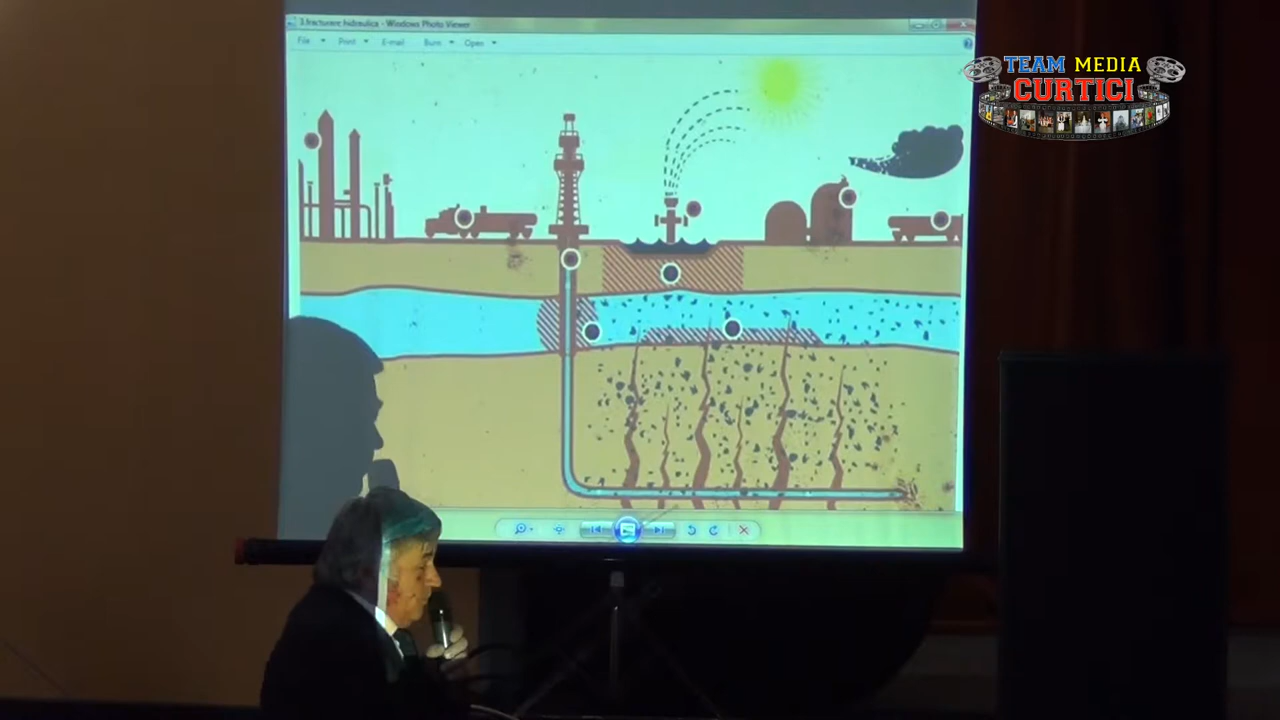 3.fracturare hidraulica - Windows Photo Viewer
File Print E-mail Burn Open
TEAM MEDIA
CURTICI